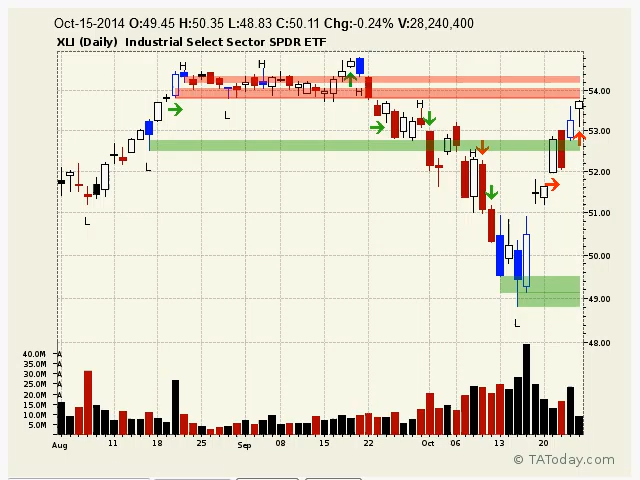 Oct-15-2014 O:49.45 H:50.35 L:48.83 C:50.11 Chg:-0.24% V:28,240,400
XLI (Daily) Industrial Select Sector SPDR ETF
H
H
H
H
H
L
L
L
L
54.00
53.00
52.00
51.00
50.00
49.00
48.00
40.0M
35.0M
30.0M
25.0M
20.0M
15.0M
10.0M
5.0M
Aug 11 18 25 Sep 08 15 22 Oct 06 13 20
© TAToday.com